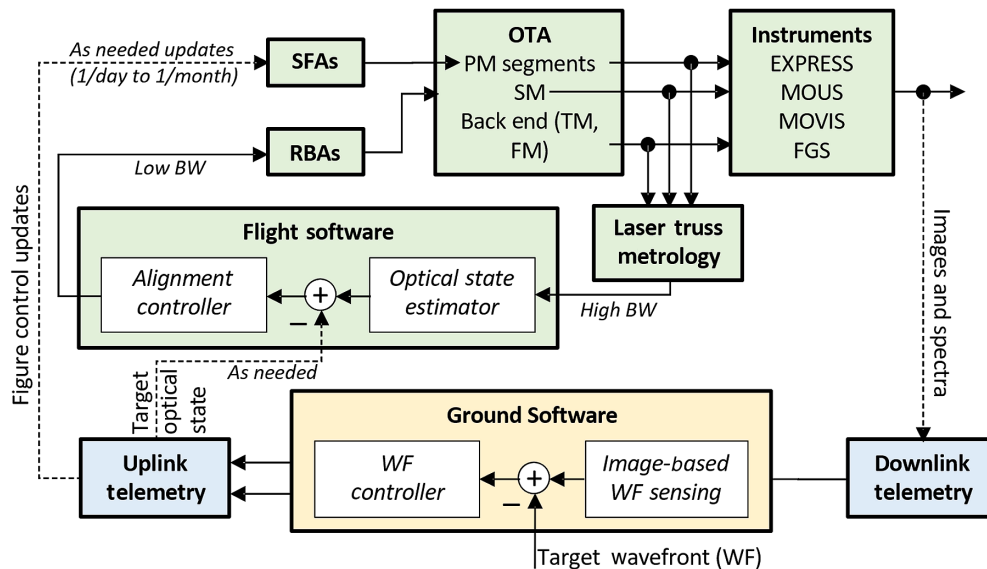 As needed updates
(1/day to 1/month)
SFAs
OTA
PM segments
SM
Back end (TM,
FM)
Instruments
EXPRESS
MOUS
MOVIS
FGS
Low BW
RBAs
Laser truss
metrology
Flight software
Alignment
controller
+
−
Optical state
estimator
High BW
Figure control updates
Images and spectra
As needed
Target
optical
state
Ground Software
Uplink
telemetry
WF
controller
+
−
Image-based
WF sensing
Downlink
telemetry
Target wavefront (WF)